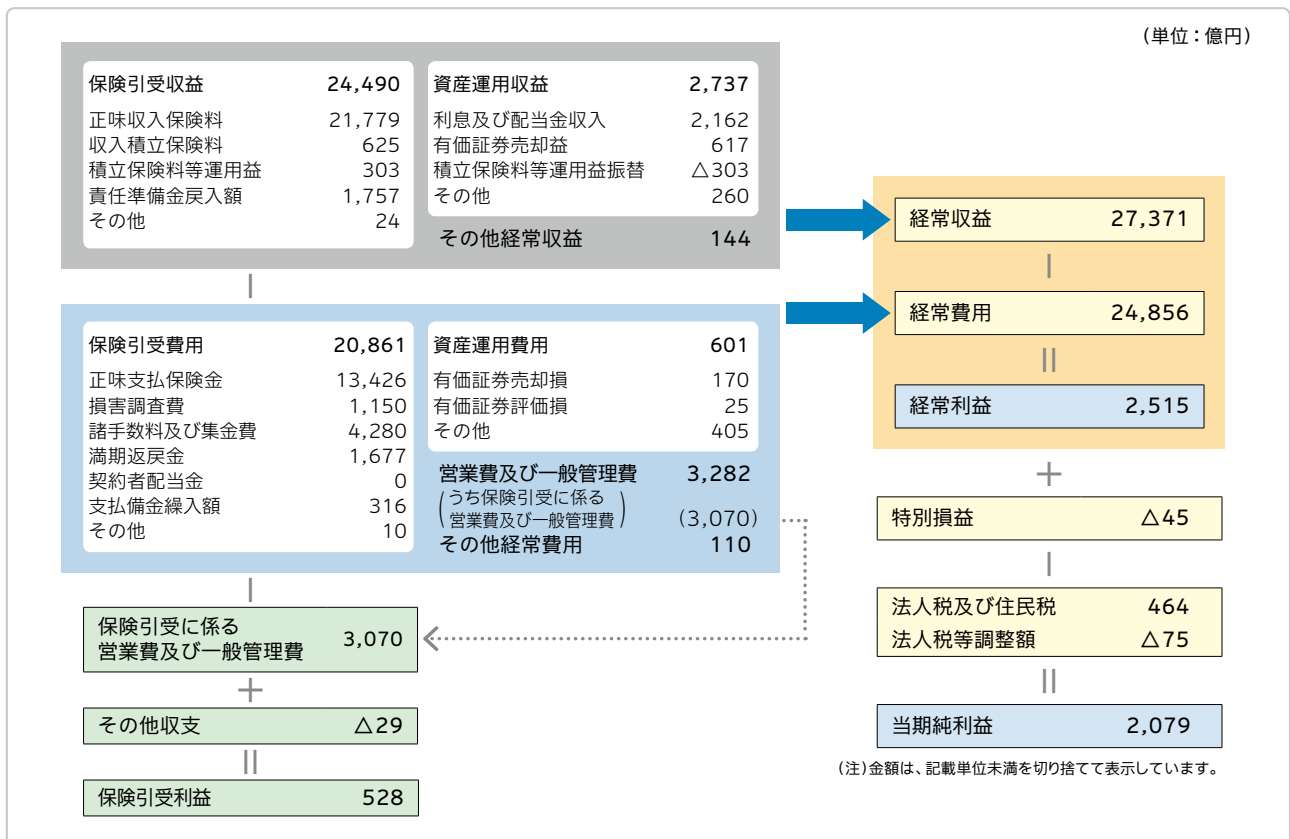 (単位：億円)
保険引受収益 24,490
正味収入保険料 21,779
収入積立保険料 625
積立保険料等運用益 303
責任準備金戻入額 1,757
その他 24
資産運用収益 2,737
利息及び配当金収入 2,162
有価証券売却益 617
積立保険料等運用益振替 △303
その他 260
その他経常収益 144
保険引受費用 20,861
正味支払保険金 13,426
損害調査費 1,150
諸手数料及び集金費 4,280
満期返戻金 1,677
契約者配当金 0
支払備金繰入額 316
その他 10
資産運用費用 601
有価証券売却損 170
有価証券評価損 25
その他 405
営業費及び一般管理費 3,282
(うち保険引受に係る
営業費及び一般管理費) (3,070)
その他経常費用 110
保険引受に係る
営業費及び一般管理費 3,070
＋
その他収支 △29
保険引受利益 528
経常収益 27,371
経常費用 24,856
経常利益 2,515
＋
特別損益 △45
法人税及び住民税 464
法人税等調整額 △75
当期純利益 2,079
(注)金額は、記載単位未満を切り捨てて表示しています。